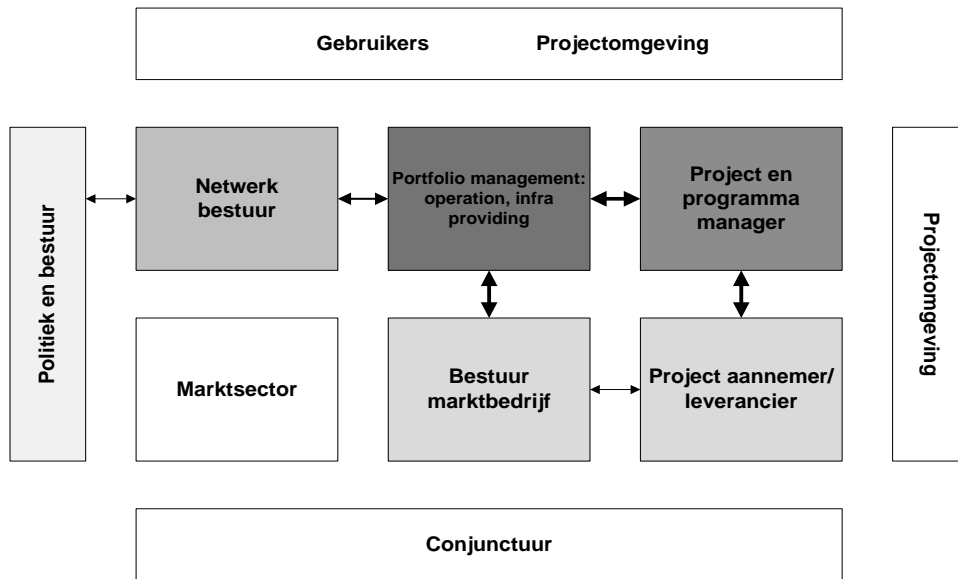 Gebruikers Projectomgeving
Politiek en bestuur
Netwerk
bestuur
Portfolio management:
operation, infra
providing
Project en
programma
manager
Projectomgeving
Marktsector
Bestuur
marktbedrijf
Project aannemer/
leverancier
Conjunctuur